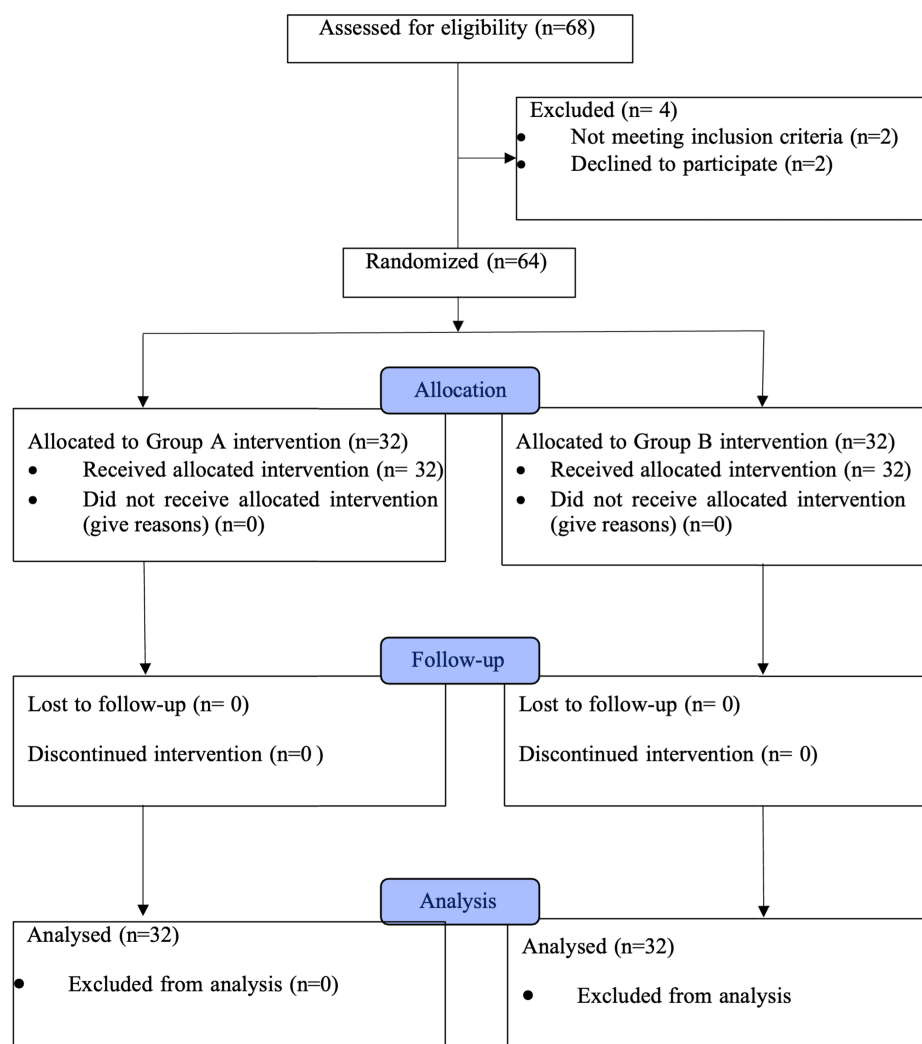 Assessed for eligibility (n=68)
Excluded (n= 4)
• Not meeting inclusion criteria (n=2)
• Declined to participate (n=2)
Randomized (n=64)
Allocation
Allocated to Group A intervention (n=32)
• Received allocated intervention (n= 32)
• Did not receive allocated intervention
(give reasons) (n=0)
Allocated to Group B intervention (n=32)
• Received allocated intervention (n= 32)
• Did not receive allocated intervention
(give reasons) (n=0)
Follow-up
Lost to follow-up (n= 0)
Discontinued intervention (n=0 )
Lost to follow-up (n= 0)
Discontinued intervention (n= 0)
Analysis
Analysed (n=32)
• Excluded from analysis (n=0)
Analysed (n=32)
• Excluded from analysis